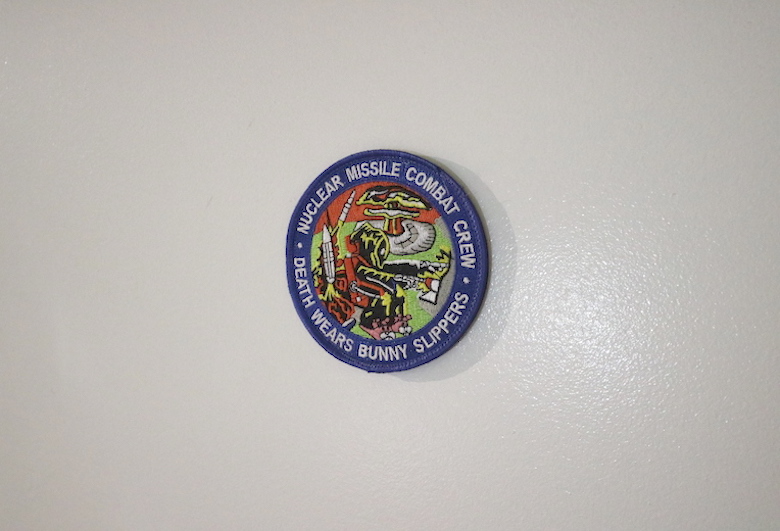 NUCLEAR MISSILE COMBAT CREW
DEATH WEARS BUNNY SLIPPERS